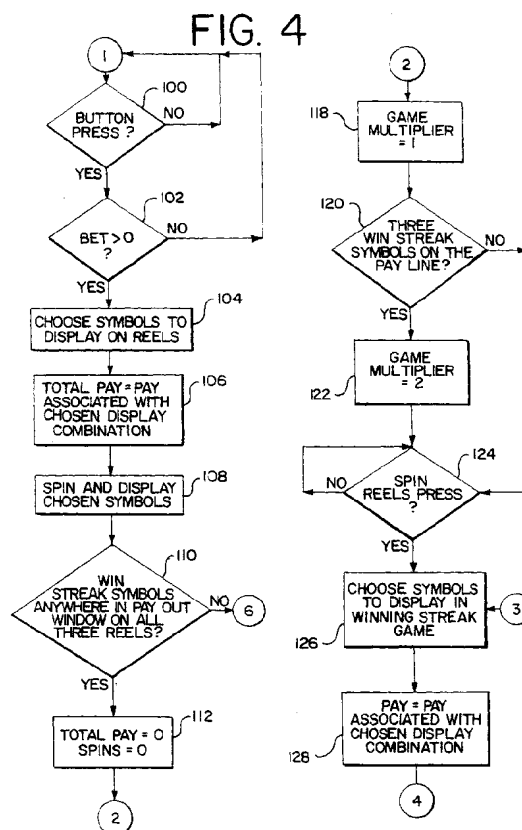 FIG. 4
1
100
BUTTON
PRESS ?
NO
YES
102
BET>0
?
NO
YES
104
CHOOSE SYMBOLS TO
DISPLAY ON REELS
106
TOTAL PAY = PAY
ASSOCIATED WITH
CHOSEN DISPLAY
COMBINATION
108
SPIN AND DISPLAY
CHOSEN SYMBOLS
110
WIN
STREAK SYMBOLS
ANYWHERE IN PAY OUT
WINDOW ON ALL
THREE REELS?
NO
6
YES
112
TOTAL PAY = 0
SPINS = 0
2
2
118
GAME
MULTIPLIER
= 1
120
THREE
WIN STREAK
SYMBOLS ON THE
PAY LINE?
NO
YES
GAME
MULTIPLIER
= 2
122
124
SPIN
REELS PRESS
?
NO
YES
CHOOSE SYMBOLS
TO DISPLAY IN
WINNING STREAK
GAME
126
3
PAY = PAY
ASSOCIATED WITH
CHOSEN DISPLAY
COMBINATION
128
4